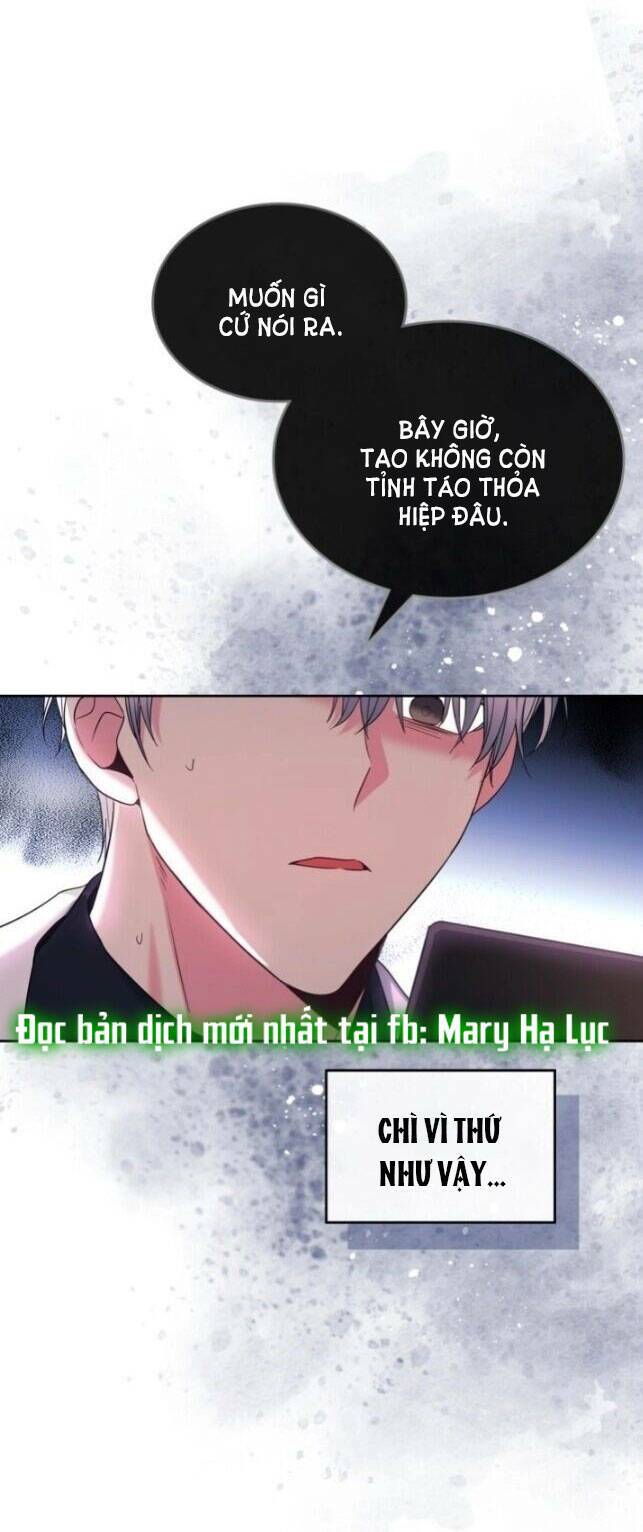 MUỐN GÌ
CỨ NÓI RA.
BÂY GIỜ,
TAO KHÔNG CÒN
TỈNH TÁO THỎA
HIỆP ĐÂU.
Đọc bản dịch mới nhất tại fb: Mary Hạ Lục
CHÌ VÌ THỨ
NHƯ VẬY...